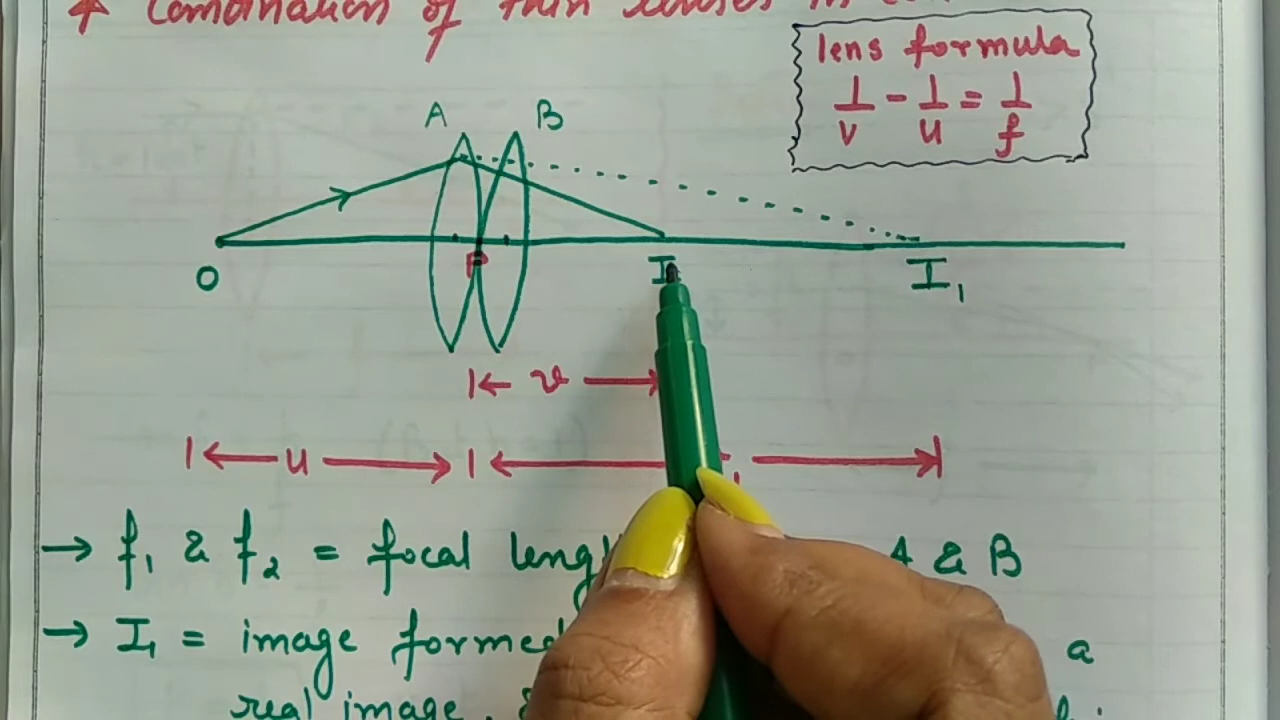 * Combination of thin lenses in
lens formula
1/v - 1/u = 1/f
A B
P
O I I₁
|← v →
|← u →| ← →|
→ f₁ & f₂ = focal A & B
→ I₁ = image formed a
real image.